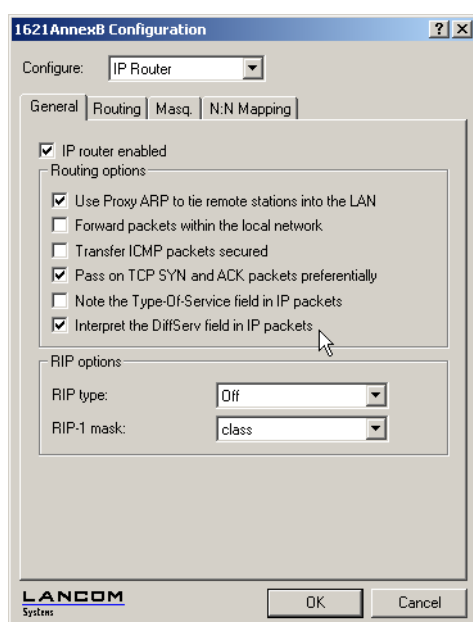 1621AnnexB Configuration
Configure: IP Router
General Routing Masq. N:N Mapping
IP router enabled
Routing options
Use Proxy ARP to tie remote stations into the LAN
Forward packets within the local network
Transfer ICMP packets secured
Pass on TCP SYN and ACK packets preferentially
Note the Type-Of-Service field in IP packets
Interpret the DiffServ field in IP packets
RIP options
RIP type: Off
RIP-1 mask: class
LANCOM
Systems
OK Cancel